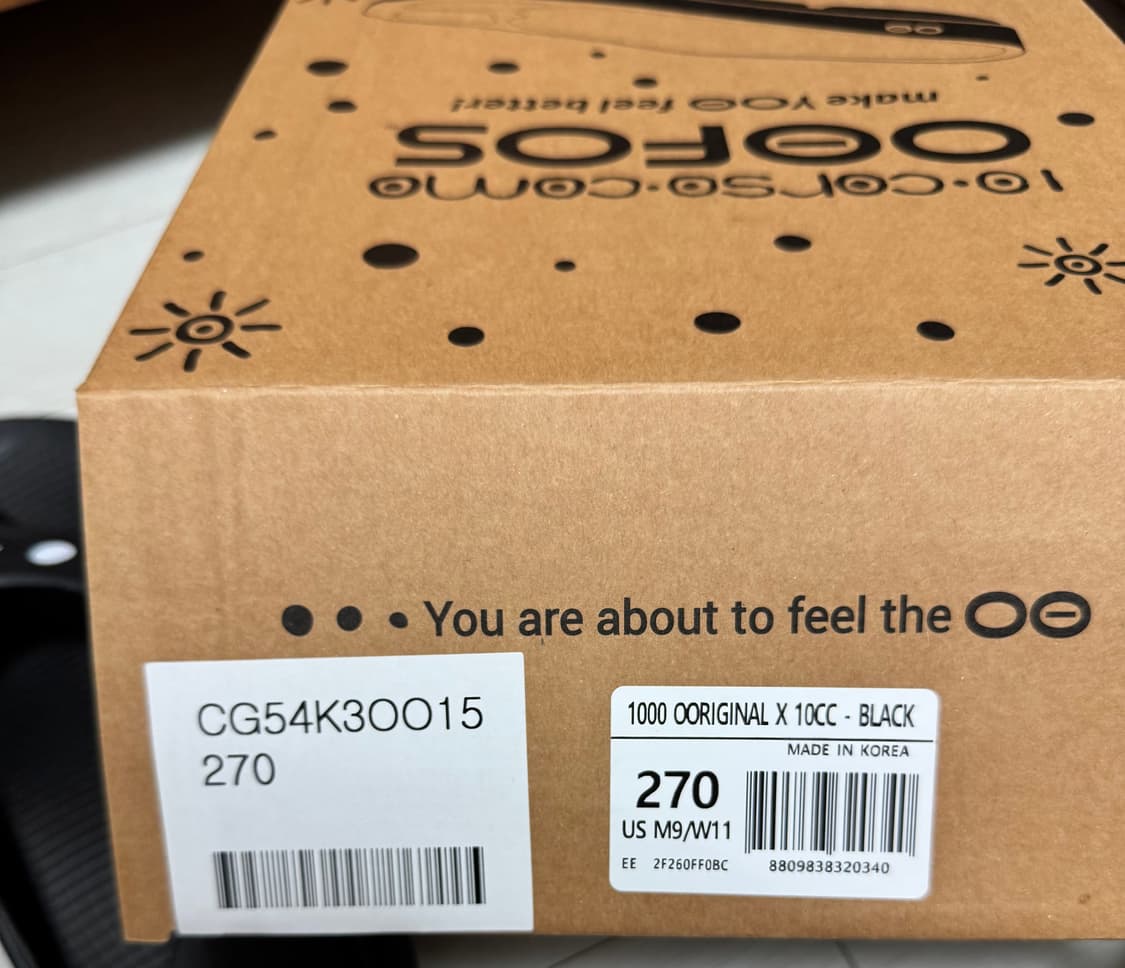 make YOO feel better!
OOFOS
10·corso·como
You are about to feel the OO
CG54K30015
270
1000 OORIGINAL X 10CC - BLACK
MADE IN KOREA
270
US M9/W11
EE 2F260FF0BC
8809838320340